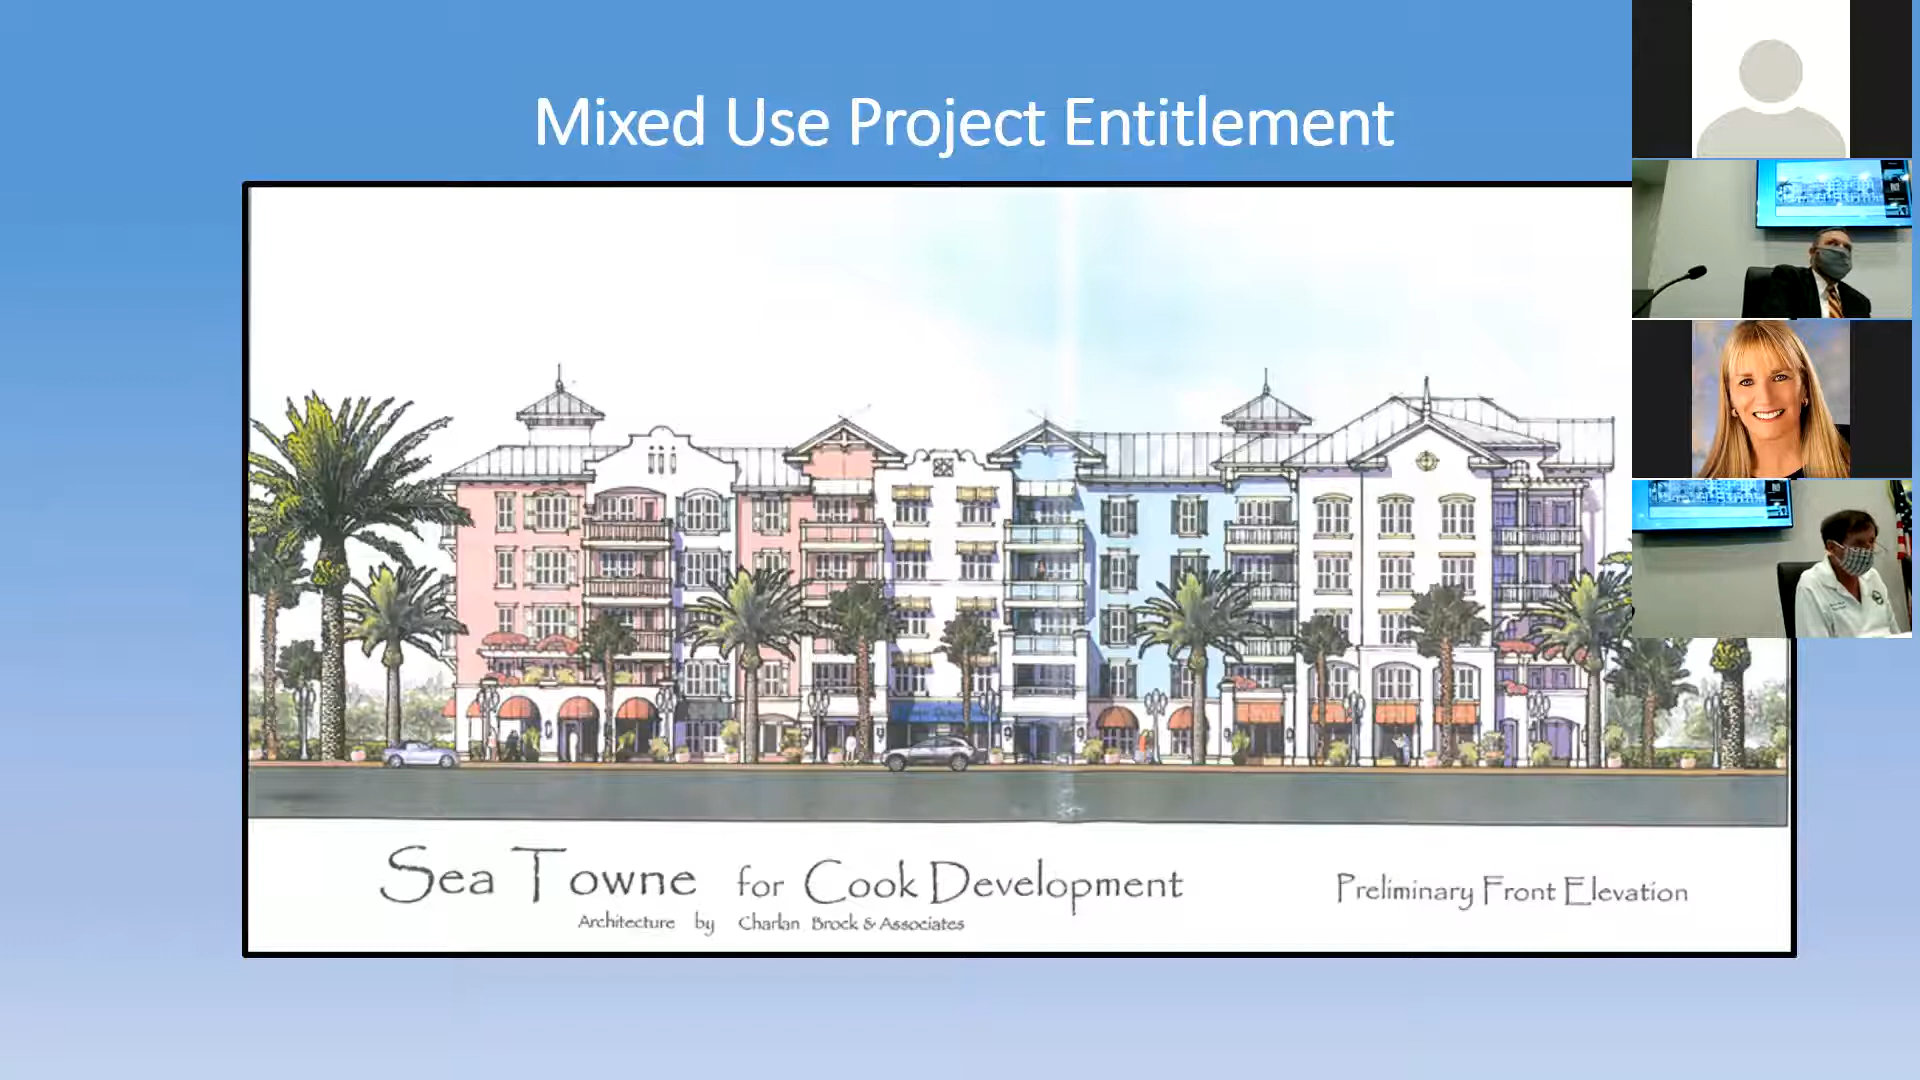 Mixed Use Project Entitlement
Sea Towne for Cook Development
Preliminary Front Elevation
Architecture by Charlan Brock & Associates